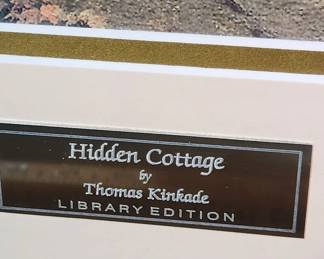 Hidden Cottage
by
Thomas Kinkade
LIBRARY EDITION